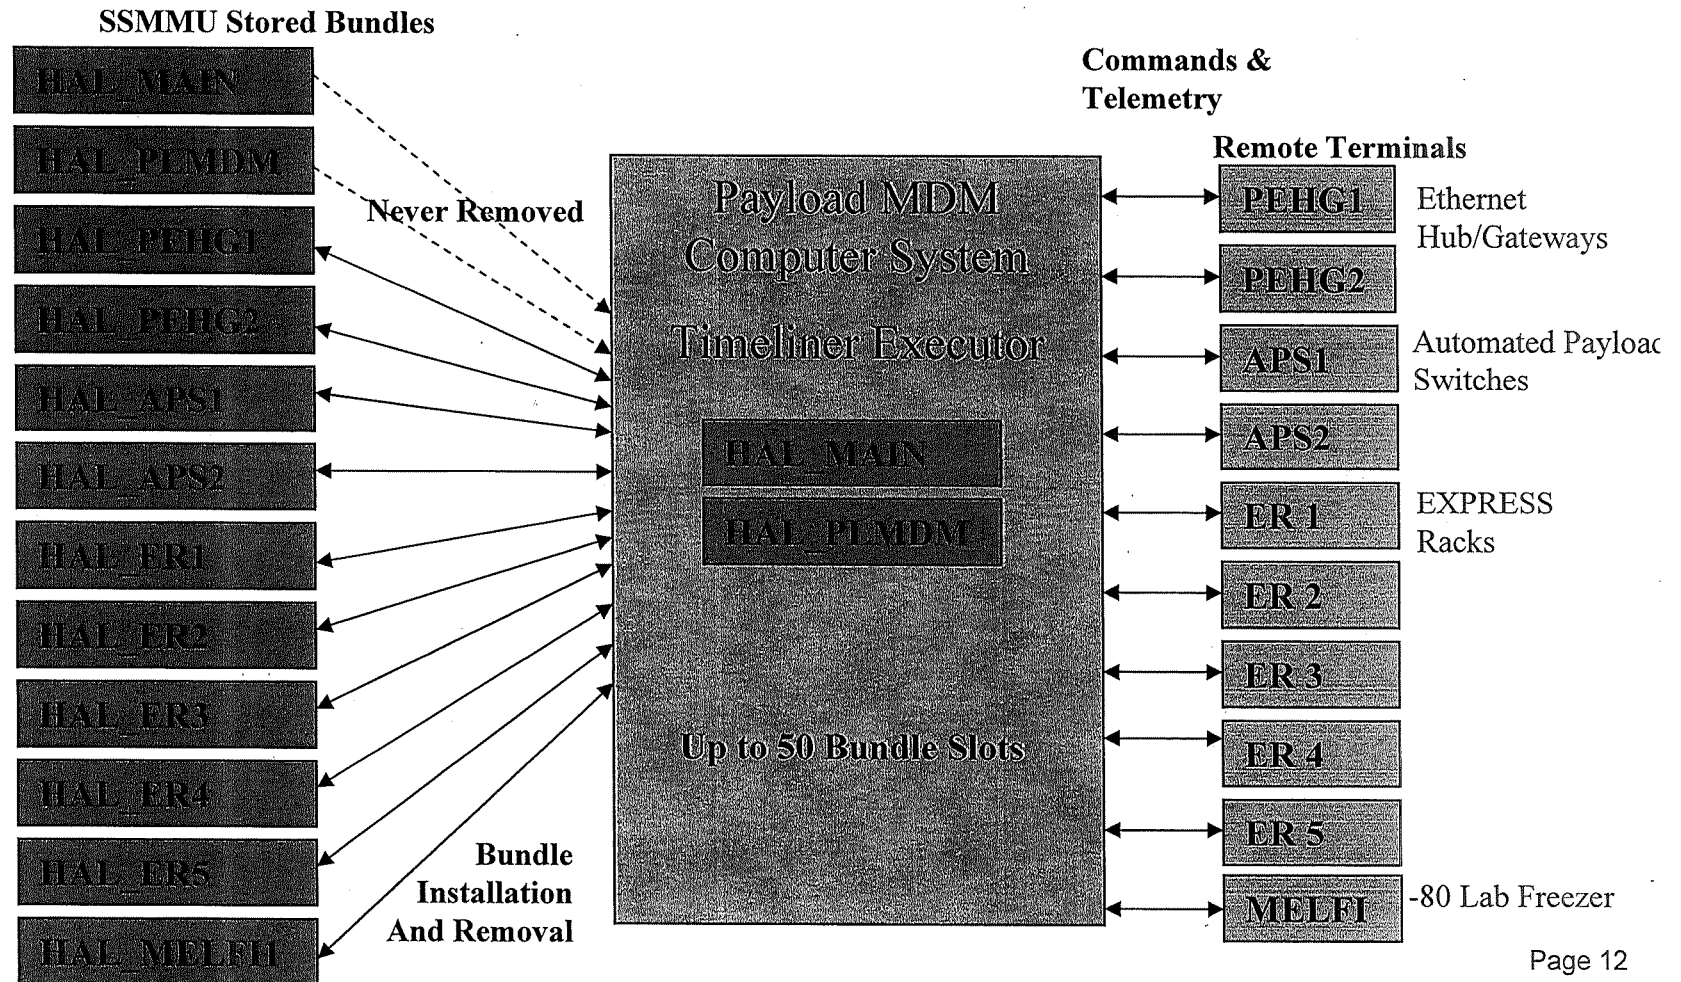 SSMMU Stored Bundles
HAL_MAIN
HAL_PLMDM
HAL_PEHG1
HAL_PEHG2
HAL_APS1
HAL_APS2
HAL_ER1
HAL_ER2
HAL_ER3
HAL_ER4
HAL_ER5
HAL_MELFI1
Never Removed
Bundle
Installation
And Removal
Payload MDM
Computer System
Timeliner Executor
HAL_MAIN
HAL_PLMDM
Up to 50 Bundle Slots
Commands &
Telemetry
Remote Terminals
PEHG1
Ethernet
Hub/Gateways
PEHG2
APS1
Automated Payloac
Switches
APS2
ER 1
EXPRESS
Racks
ER 2
ER 3
ER 4
ER 5
MELFI
-80 Lab Freezer
Page 12